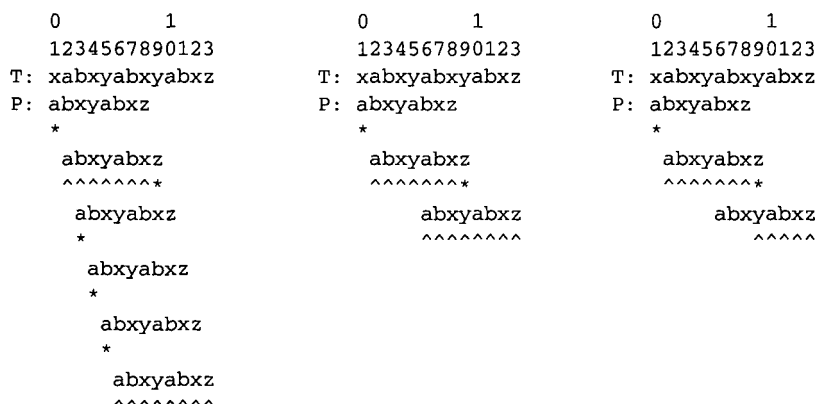 0        1                 0        1                 0        1
1234567890123              1234567890123              1234567890123
T: xabxyabxyabxz           T: xabxyabxyabxz           T: xabxyabxyabxz
P: abxyabxz                P: abxyabxz                P: abxyabxz
*                          *                          *
abxyabxz                   abxyabxz                   abxyabxz
^^^^^^^*                   ^^^^^^^*                   ^^^^^^^*
abxyabxz                   abxyabxz                   abxyabxz
*                          ^^^^^^^^                   ^^^^^
abxyabxz
*
abxyabxz
*
abxyabxz
^^^^^^^^